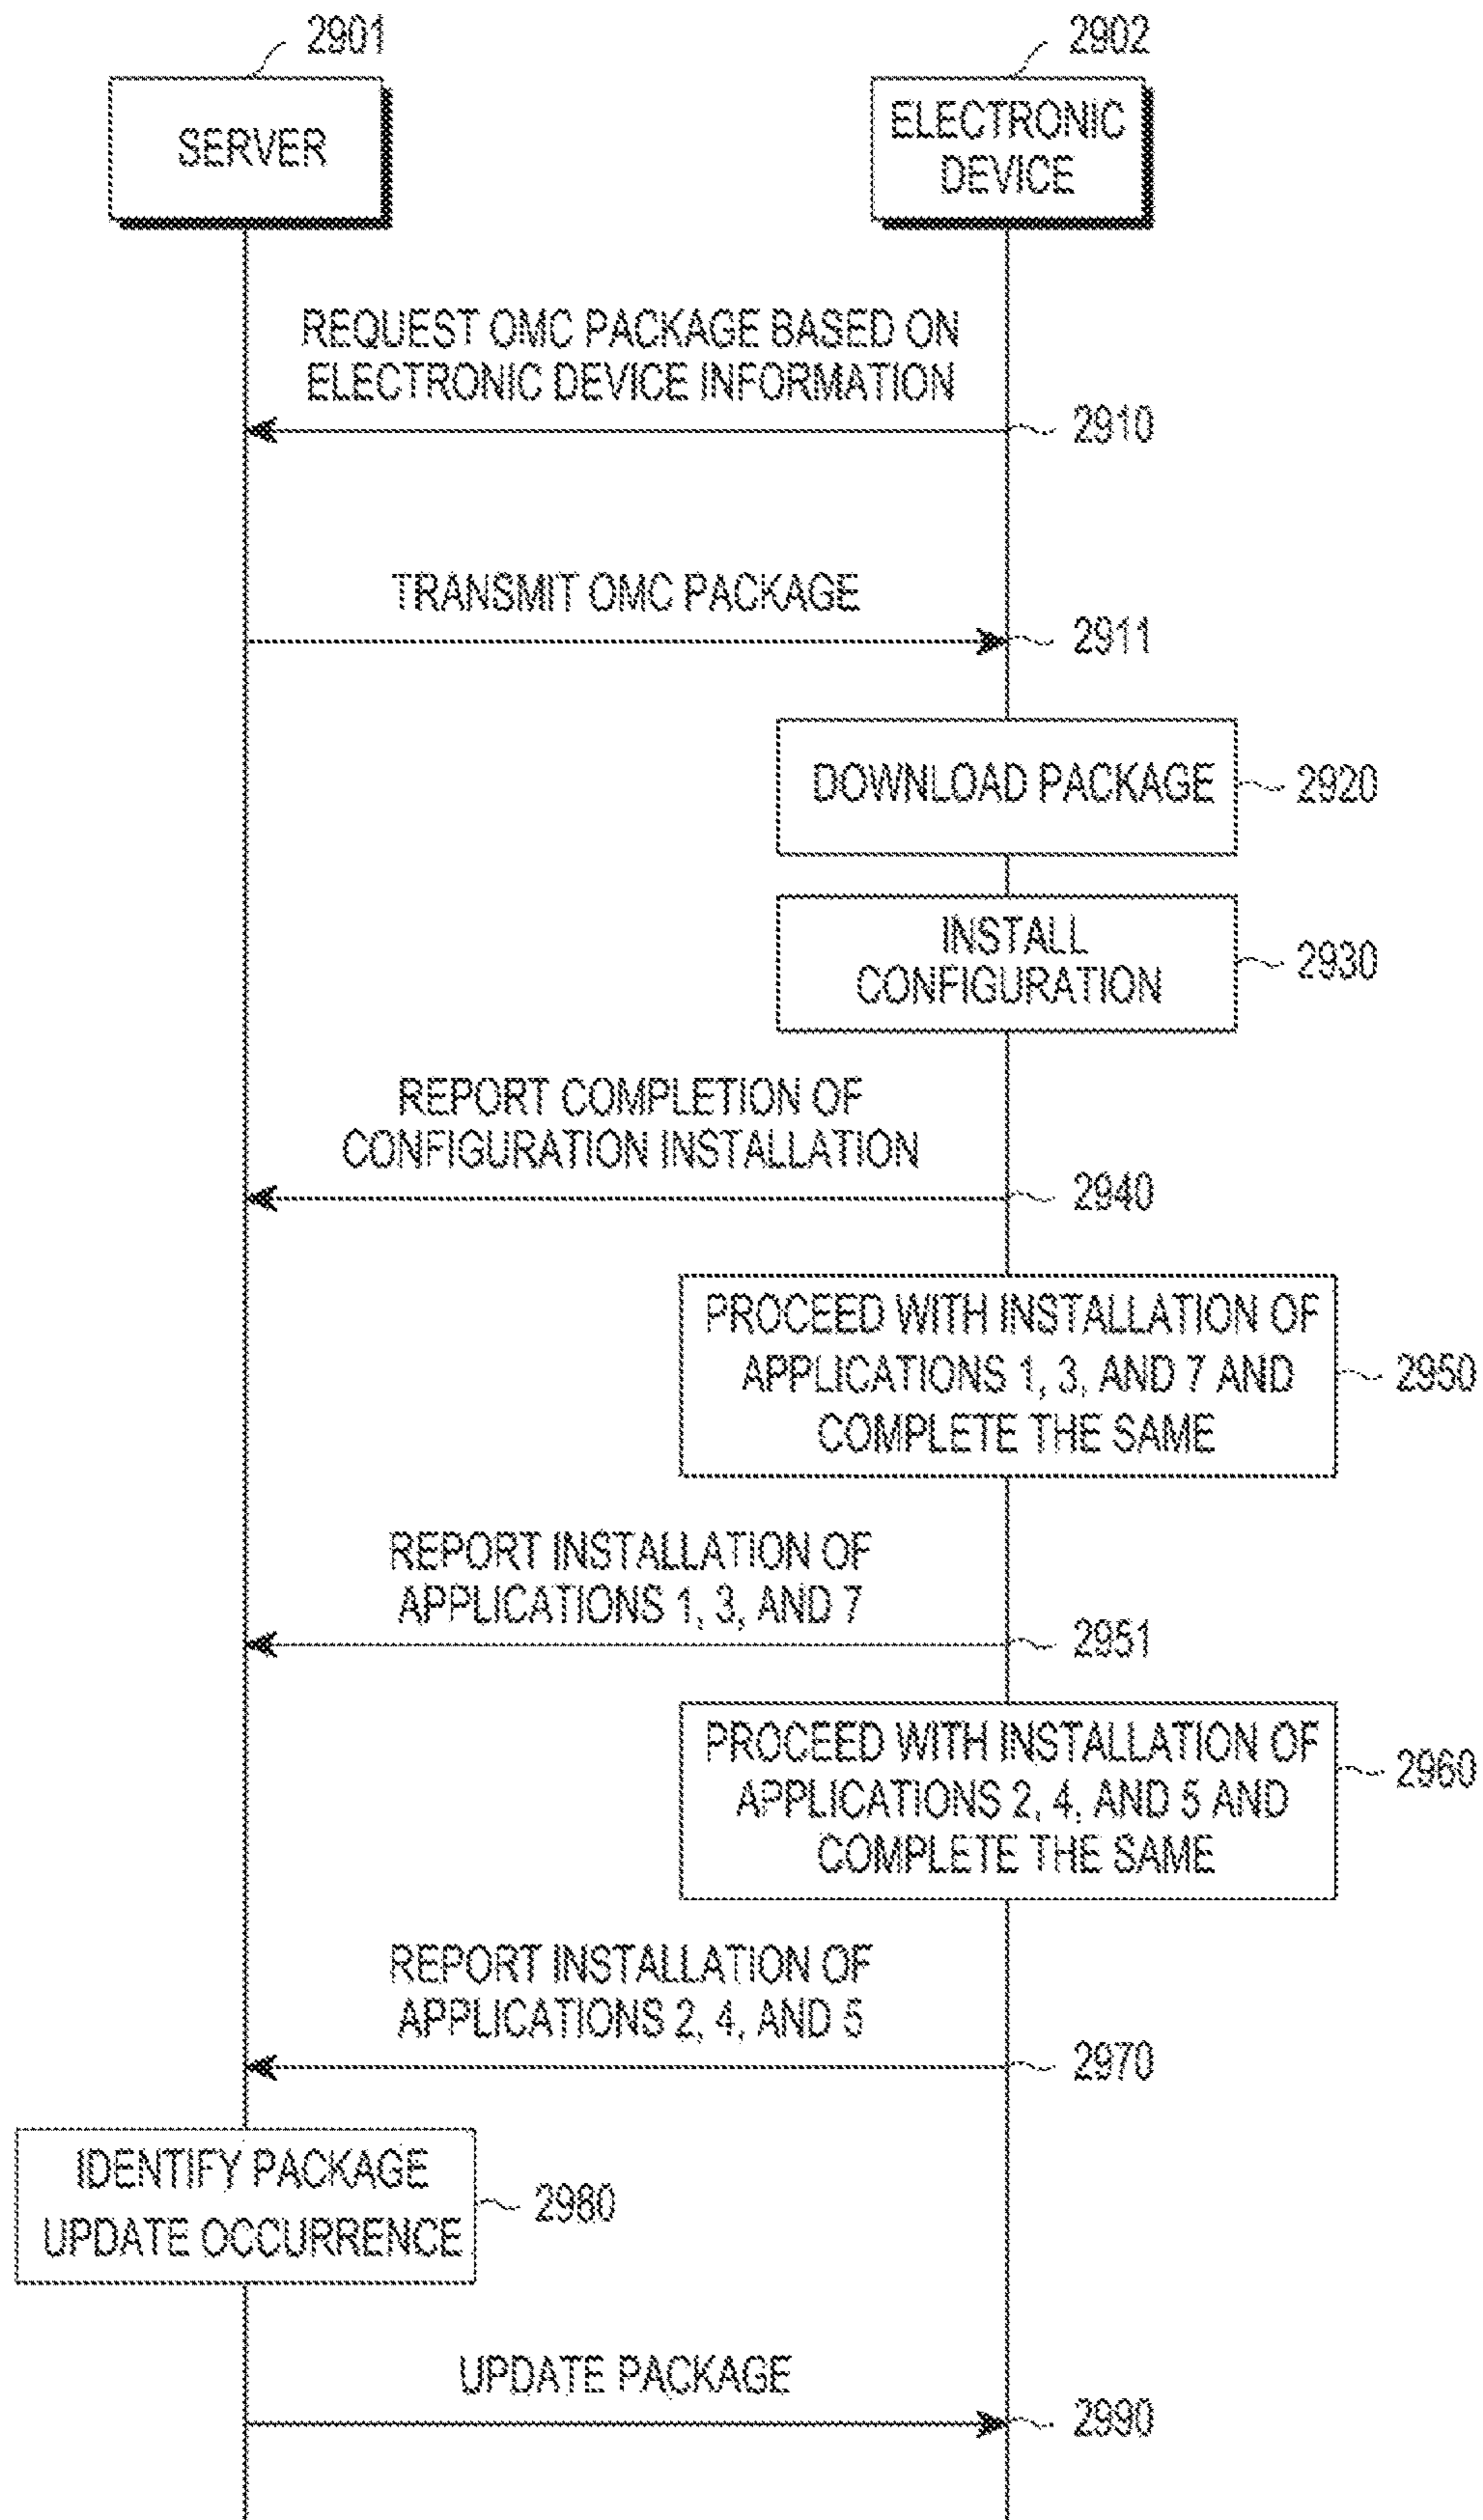 2901
2902
SERVER
ELECTRONIC
DEVICE
REQUEST OMC PACKAGE BASED ON
ELECTRONIC DEVICE INFORMATION
2910
TRANSMIT OMC PACKAGE
2911
DOWNLOAD PACKAGE
2920
INSTALL
CONFIGURATION
2930
REPORT COMPLETION OF
CONFIGURATION INSTALLATION
2940
PROCEED WITH INSTALLATION OF
APPLICATIONS 1, 3, AND 7 AND
COMPLETE THE SAME
2950
REPORT INSTALLATION OF
APPLICATIONS 1, 3, AND 7
2951
PROCEED WITH INSTALLATION OF
APPLICATIONS 2, 4, AND 5 AND
COMPLETE THE SAME
2960
REPORT INSTALLATION OF
APPLICATIONS 2, 4, AND 5
2970
IDENTIFY PACKAGE
UPDATE OCCURRENCE
2980
UPDATE PACKAGE
2990